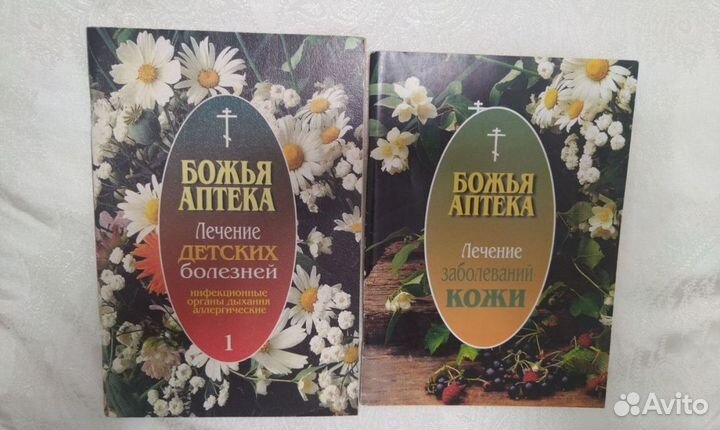 БОЖЬЯ
АПТЕКА
Лечение
ДЕТСКИХ
болезней
инфекционные
органы дыхания
аллергические
1
БОЖЬЯ
АПТЕКА
Лечение
заболеваний
КОЖИ
Avito